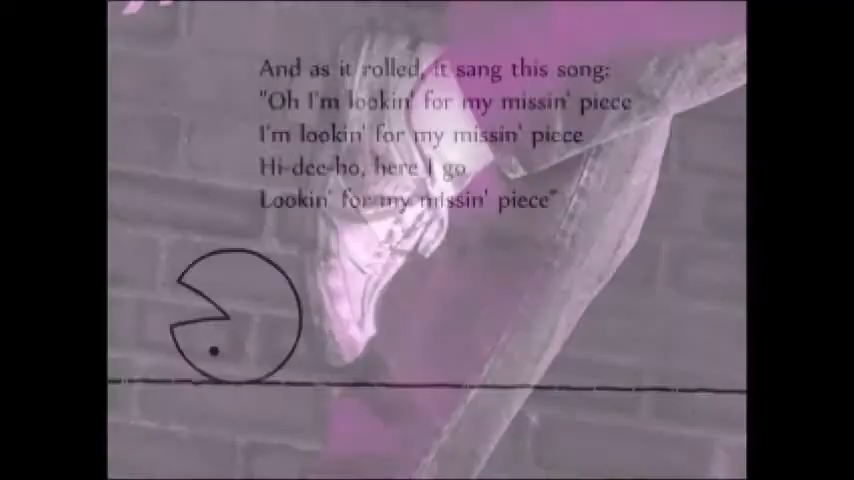 And as it rolled, it sang this song:
"Oh I'm lookin' for my missin' piece
I'm lookin' for my missin' piece
Hi-dee-ho, here I go
Lookin' for my missin' piece"